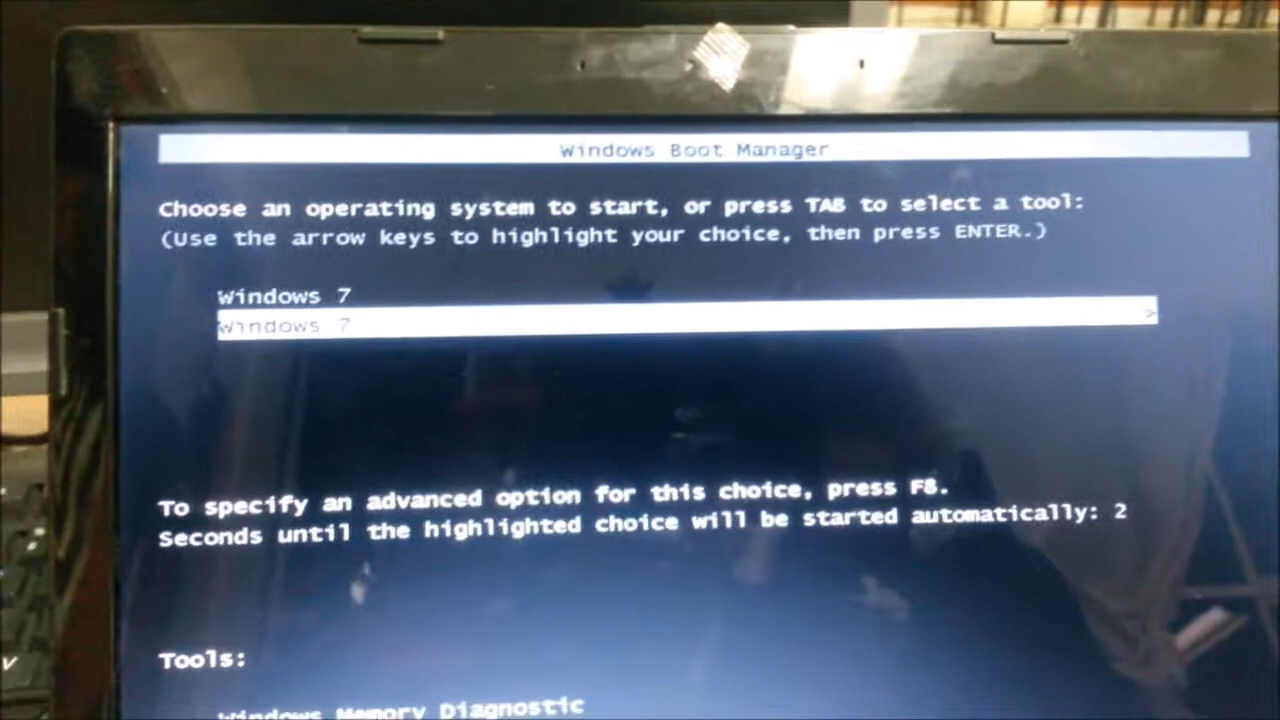 Windows Boot Manager
Choose an operating system to start, or press TAB to select a tool:
(Use the arrow keys to highlight your choice, then press ENTER.)
Windows 7
Windows 7 >
To specify an advanced option for this choice, press F8.
Seconds until the highlighted choice will be started automatically: 2
Tools:
Windows Memory Diagnostic
V